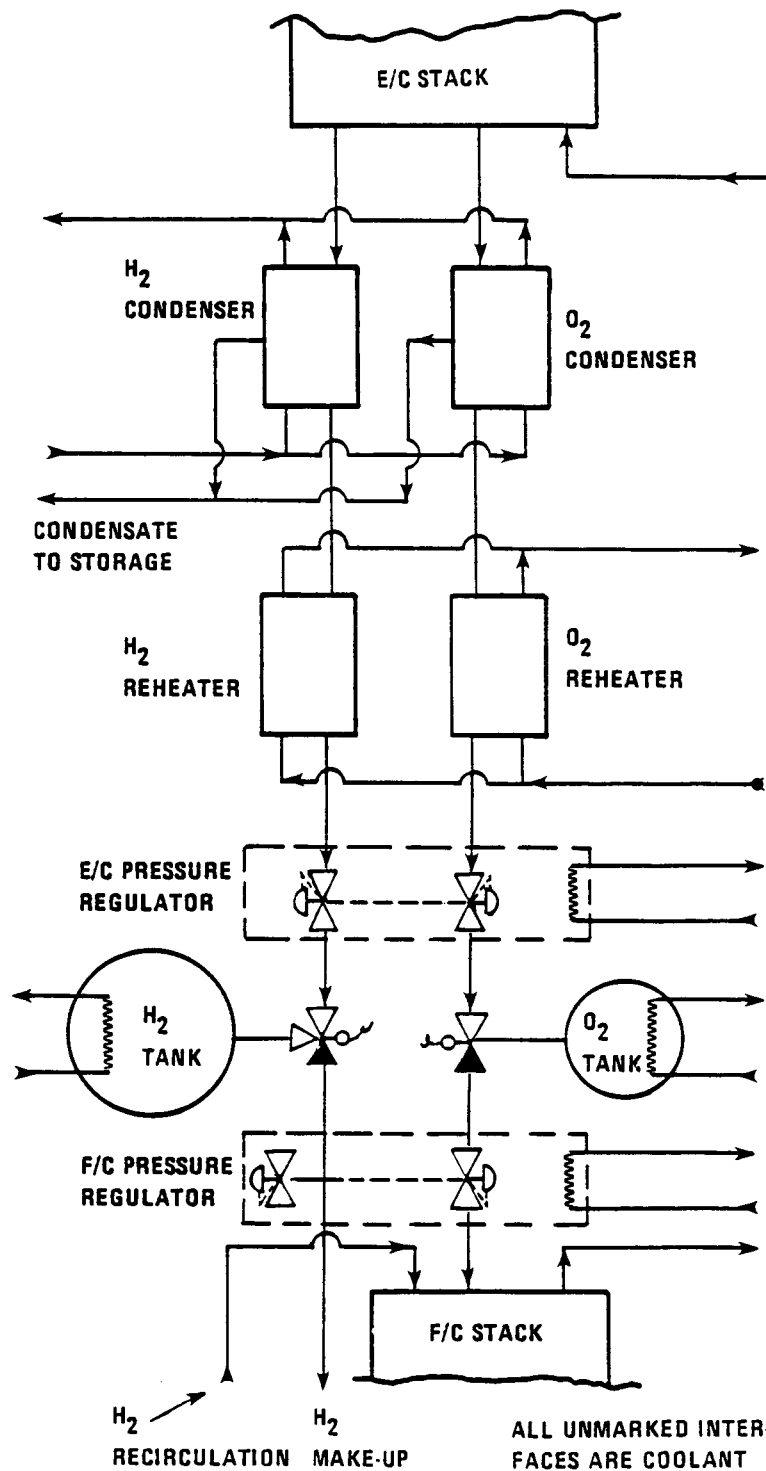 E/C STACK
H2
CONDENSER
O2
CONDENSER
CONDENSATE
TO STORAGE
H2
REHEATER
O2
REHEATER
E/C PRESSURE
REGULATOR
H2
TANK
O2
TANK
F/C PRESSURE
REGULATOR
F/C STACK
H2
RECIRCULATION
H2
MAKE-UP
ALL UNMARKED INTER-
FACES ARE COOLANT